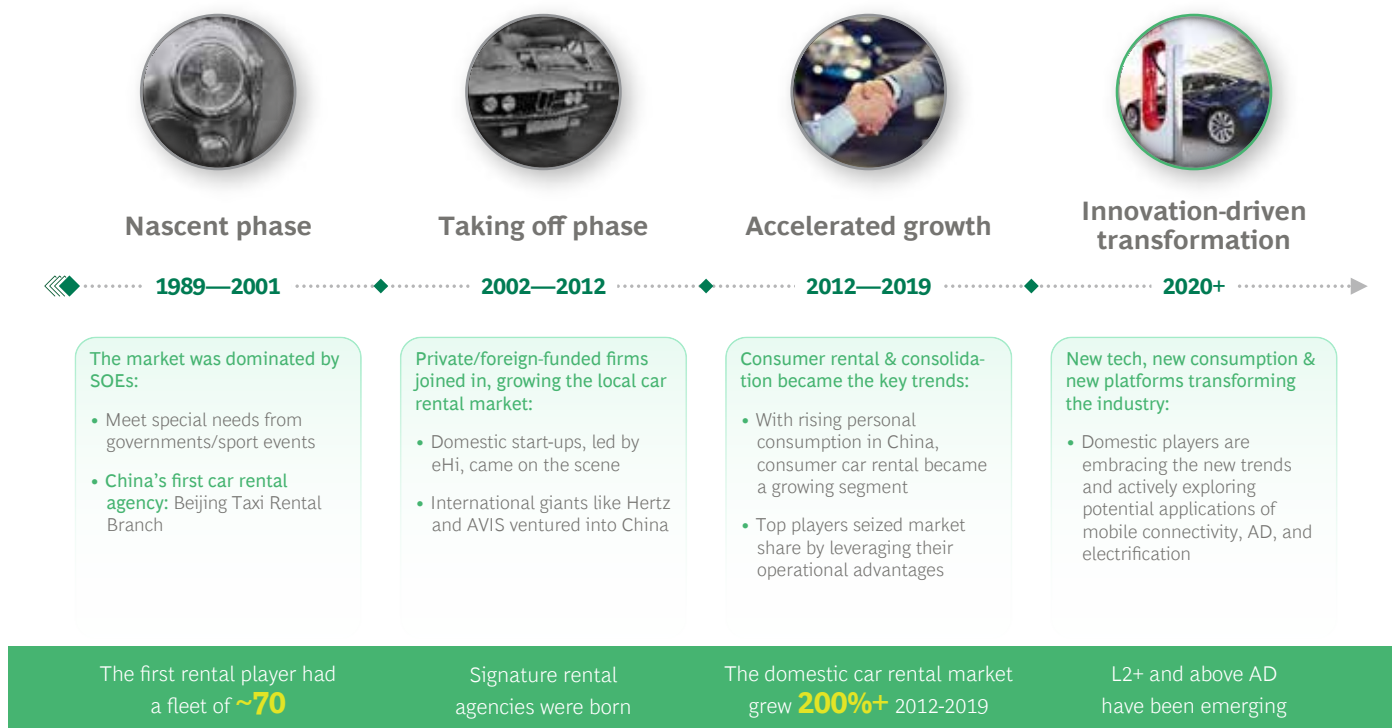 Nascent phase
Taking off phase
Accelerated growth
Innovation-driven
transformation
1989—2001
2002—2012
2012—2019
2020+
The market was dominated by
SOEs:
• Meet special needs from
governments/sport events
• China's first car rental
agency: Beijing Taxi Rental
Branch
Private/foreign-funded firms
joined in, growing the local car
rental market:
• Domestic start-ups, led by
eHi, came on the scene
• International giants like Hertz
and AVIS ventured into China
Consumer rental & consolida-
tion became the key trends:
• With rising personal
consumption in China,
consumer car rental became
a growing segment
• Top players seized market
share by leveraging their
operational advantages
New tech, new consumption &
new platforms transforming
the industry:
• Domestic players are
embracing the new trends
and actively exploring
potential applications of
mobile connectivity, AD, and
electrification
The first rental player had
a fleet of ~70
Signature rental
agencies were born
The domestic car rental market
grew 200%+ 2012-2019
L2+ and above AD
have been emerging